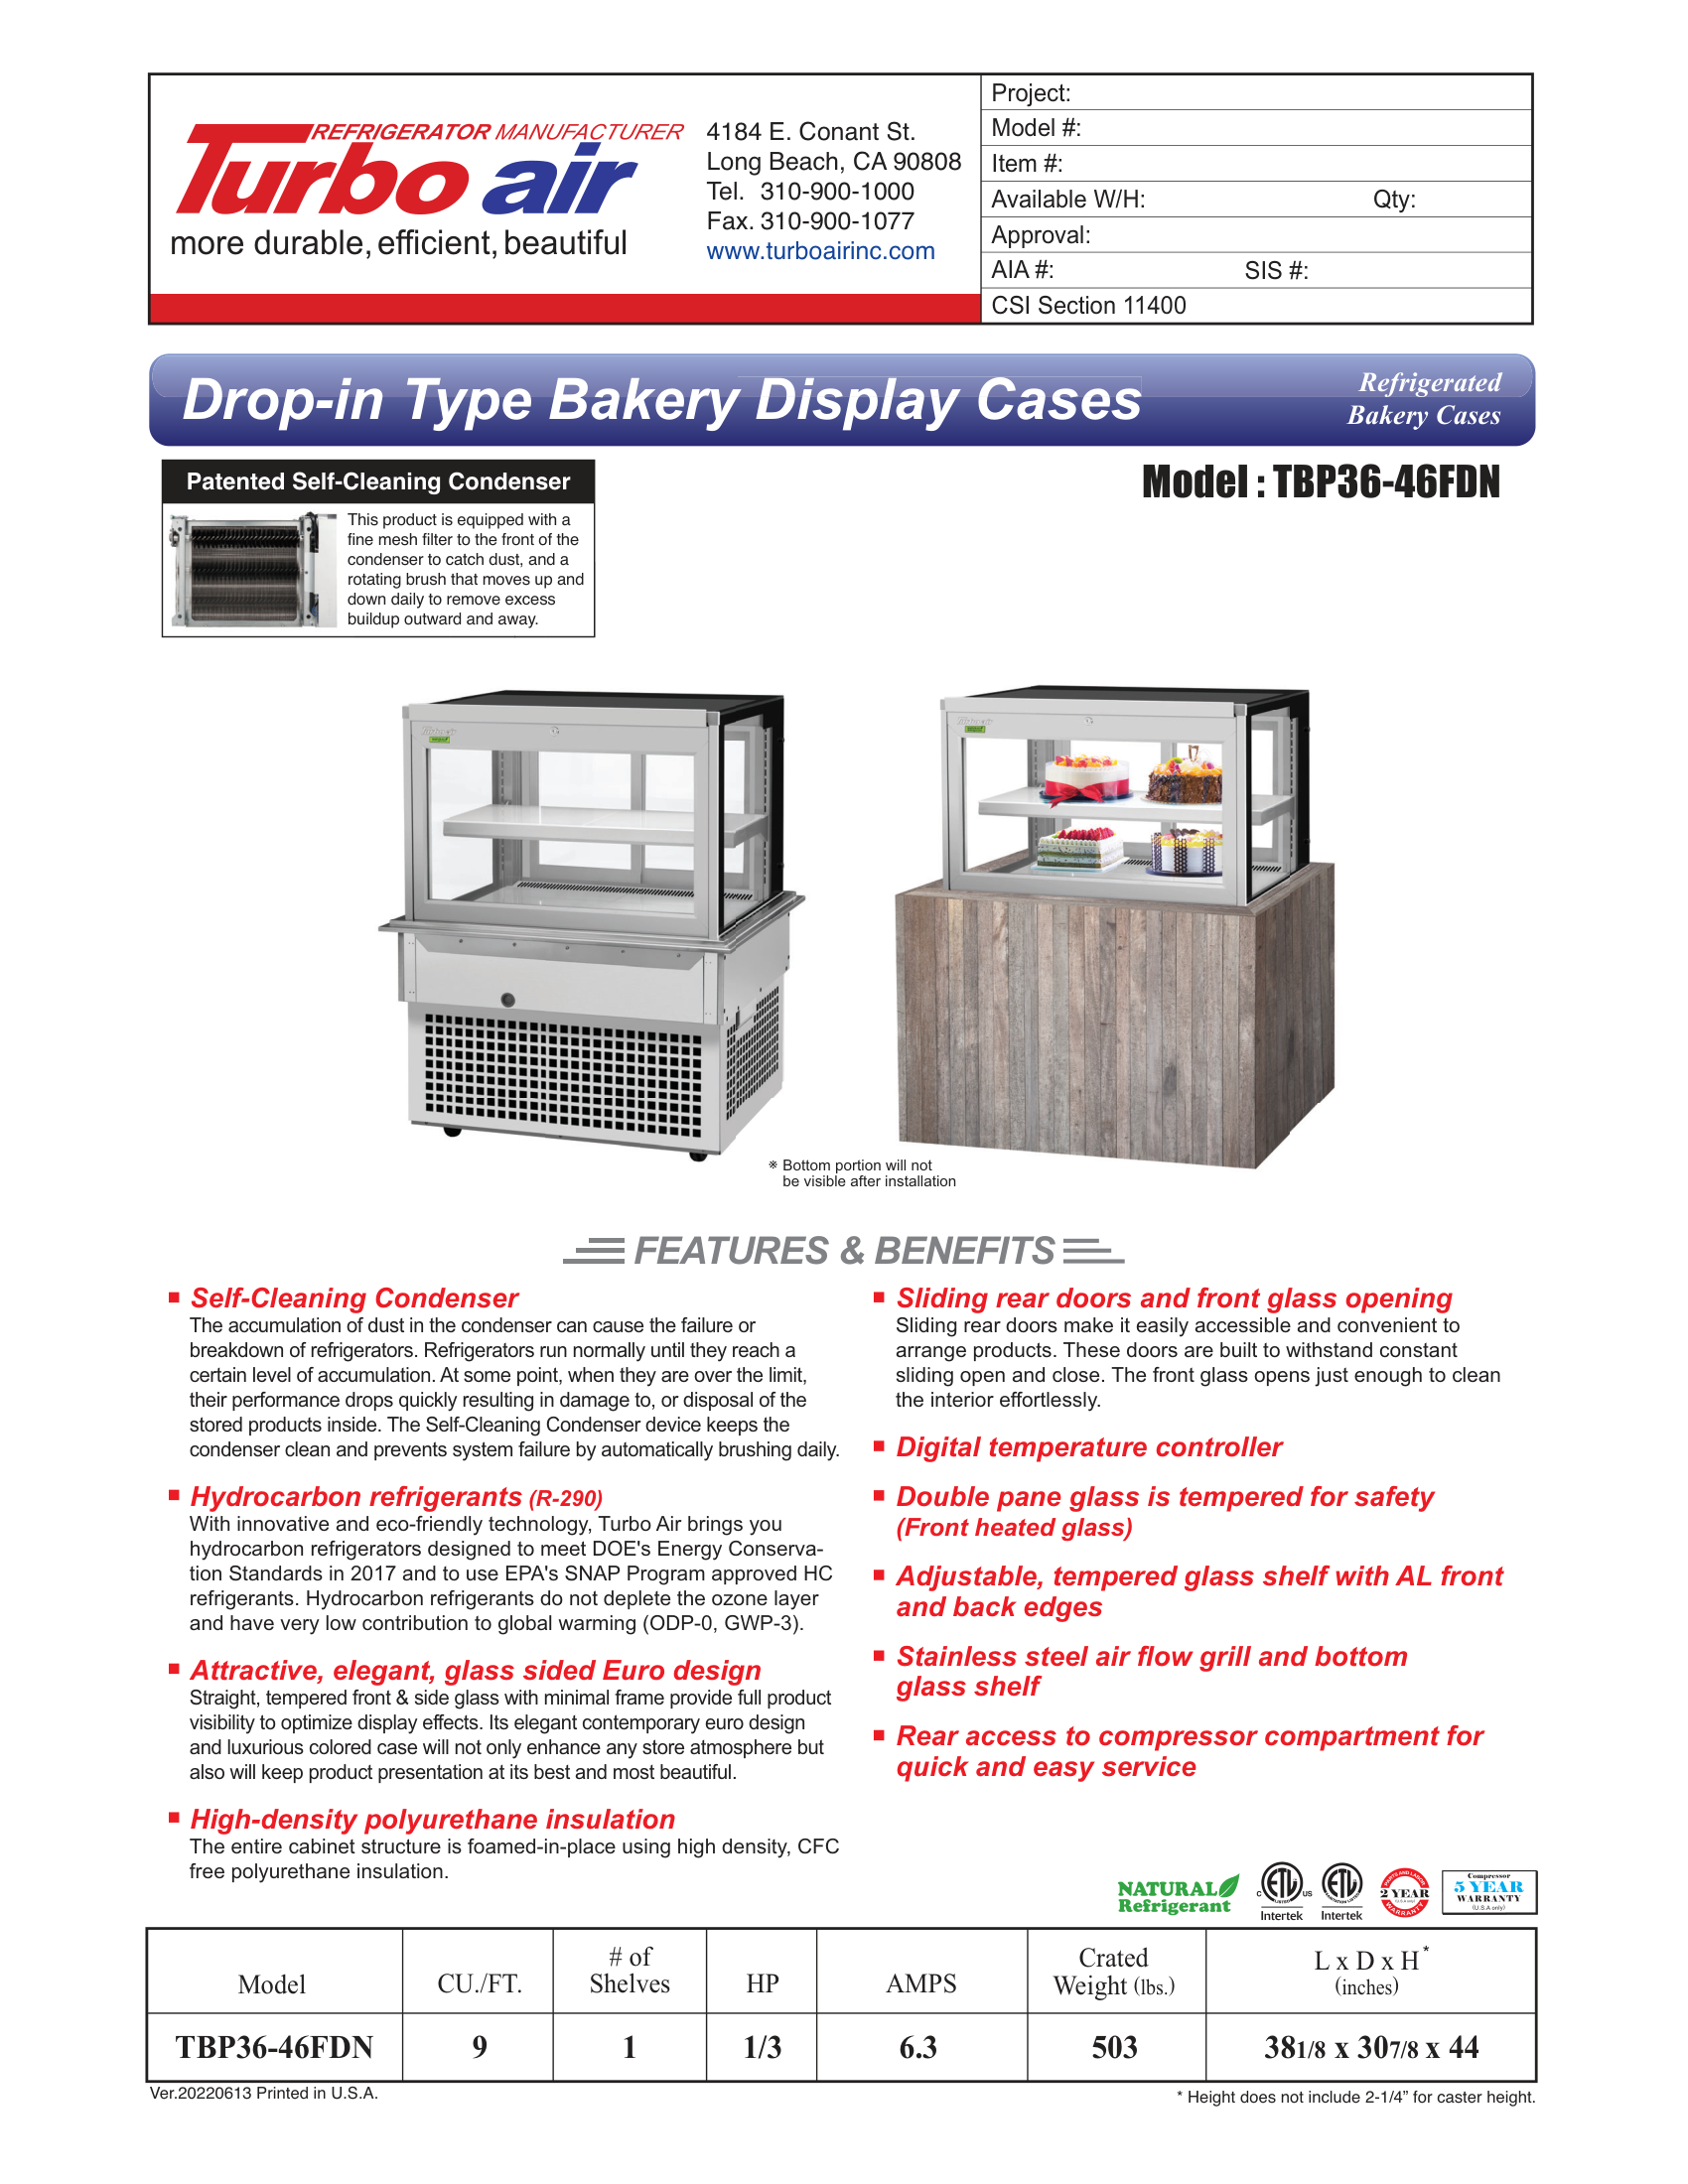 REFRIGERATOR MANUFACTURER
Turbo air
more durable, efficient, beautiful
4184 E. Conant St.
Long Beach, CA 90808
Tel. 310-900-1000
Fax. 310-900-1077
www.turboairinc.com
Project:
Model #:
Item #:
Available W/H: Qty:
Approval:
AIA #: SIS #:
CSI Section 11400
Drop-in Type Bakery Display Cases
Refrigerated
Bakery Cases
Patented Self-Cleaning Condenser
This product is equipped with a
fine mesh filter to the front of the
condenser to catch dust, and a
rotating brush that moves up and
down daily to remove excess
buildup outward and away.
Model : TBP36-46FDN
※ Bottom portion will not
be visible after installation
FEATURES & BENEFITS
■ Self-Cleaning Condenser
The accumulation of dust in the condenser can cause the failure or
breakdown of refrigerators. Refrigerators run normally until they reach a
certain level of accumulation. At some point, when they are over the limit,
their performance drops quickly resulting in damage to, or disposal of the
stored products inside. The Self-Cleaning Condenser device keeps the
condenser clean and prevents system failure by automatically brushing daily.
■ Hydrocarbon refrigerants (R-290)
With innovative and eco-friendly technology, Turbo Air brings you
hydrocarbon refrigerators designed to meet DOE's Energy Conserva-
tion Standards in 2017 and to use EPA's SNAP Program approved HC
refrigerants. Hydrocarbon refrigerants do not deplete the ozone layer
and have very low contribution to global warming (ODP-0, GWP-3).
■ Attractive, elegant, glass sided Euro design
Straight, tempered front & side glass with minimal frame provide full product
visibility to optimize display effects. Its elegant contemporary euro design
and luxurious colored case will not only enhance any store atmosphere but
also will keep product presentation at its best and most beautiful.
■ High-density polyurethane insulation
The entire cabinet structure is foamed-in-place using high density, CFC
free polyurethane insulation.
■ Sliding rear doors and front glass opening
Sliding rear doors make it easily accessible and convenient to
arrange products. These doors are built to withstand constant
sliding open and close. The front glass opens just enough to clean
the interior effortlessly.
■ Digital temperature controller
■ Double pane glass is tempered for safety
(Front heated glass)
■ Adjustable, tempered glass shelf with AL front
and back edges
■ Stainless steel air flow grill and bottom
glass shelf
■ Rear access to compressor compartment for
quick and easy service
NATURAL
Refrigerant
C ETL US
Intertek
ETL
Intertek
PARTS AND LABOR
2 YEAR
WARRANTY
Compressor
5 YEAR
WARRANTY
(U.S.A only)
Model CU./FT. # of Shelves HP AMPS Crated Weight (lbs.) L x D x H* (inches)
TBP36-46FDN 9 1 1/3 6.3 503 381/8 x 307/8 x 44
Ver.20220613 Printed in U.S.A.
* Height does not include 2-1/4” for caster height.